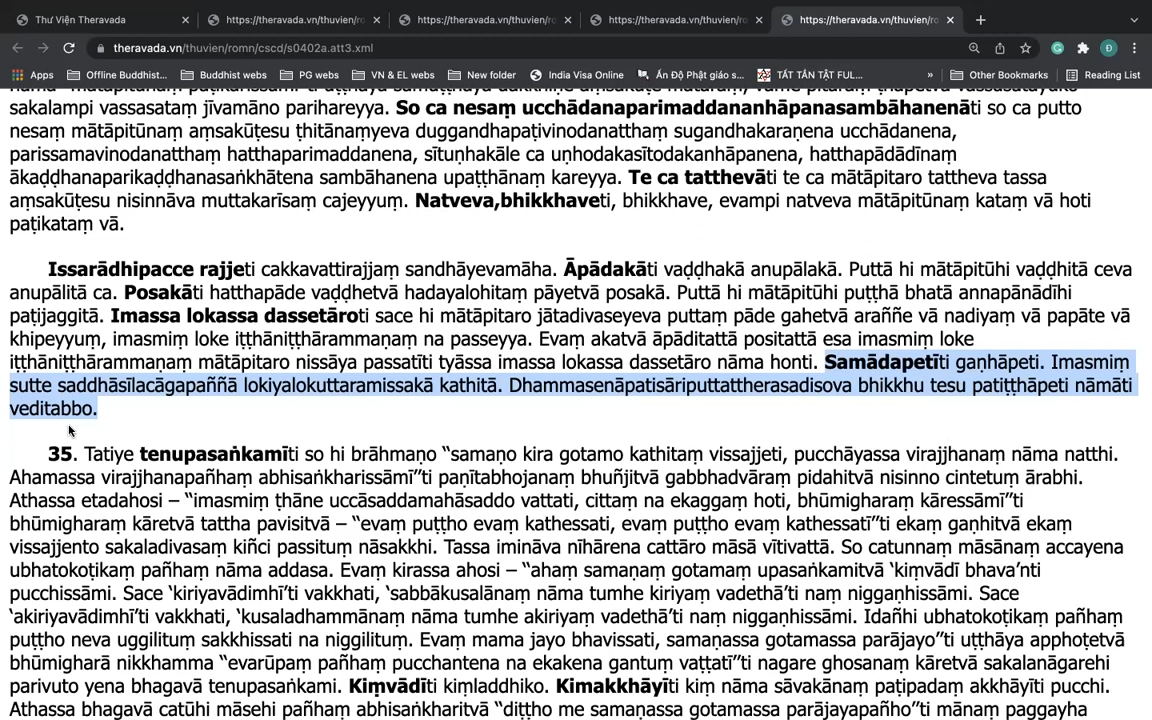 Thư Viện Theravada
https://theravada.vn/thuvien/ro
https://theravada.vn/thuvien/ro
https://theravada.vn/thuvien/ro
https://theravada.vn/thuvien/ro
theravada.vn/thuvien/romn/cscd/s0402a.att3.xml
Apps Offline Buddhist... Buddhist webs PG webs VN & EL webs New folder India Visa Online Ấn Độ Phật giáo s... TẤT TẦN TẬT FUL... » Other Bookmarks Reading List
sakalampi vassasataṃ jīvamāno parihareyya. So ca nesaṃ ucchādanaparimaddananhāpanasambāhanenāti so ca putto
nesaṃ mātāpitūnaṃ aṃsakūṭesu ṭhitānaṃyeva duggandhapaṭivinodanatthaṃ sugandhakaraṇena ucchādanena,
parissamavinodanatthaṃ hatthaparimaddanena, sītuṇhakāle ca uṇhodakasītodakanhāpanena, hatthapādādīnaṃ
ākaḍḍhanaparikaḍḍhanasaṅkhātena sambāhanena upaṭṭhānaṃ kareyya. Te ca tatthevāti te ca mātāpitaro tattheva tassa
aṃsakūṭesu nisinnāva muttakarīsaṃ cajeyyuṃ. Natveva,bhikkhaveti, bhikkhave, evampi natveva mātāpitūnaṃ kataṃ vā hoti
paṭikataṃ vā.
Issarādhipacce rajjeti cakkavattirajjaṃ sandhāyevamāha. Āpādakāti vaḍḍhakā anupālakā. Puttā hi mātāpitūhi vaḍḍhitā ceva
anupālitā ca. Posakāti hatthapāde vaḍḍhetvā hadayalohitaṃ pāyetvā posakā. Puttā hi mātāpitūhi puṭṭhā bhatā annapānādīhi
paṭijaggitā. Imassa lokassa dassetāroti sace hi mātāpitaro jātadivaseyeva puttaṃ pāde gahetvā araññe vā nadiyaṃ vā papāte vā
khipeyyuṃ, imasmiṃ loke iṭṭhāniṭṭhārammaṇaṃ na passeyya. Evaṃ akatvā āpāditattā positattā esa imasmiṃ loke
iṭṭhāniṭṭhārammaṇaṃ mātāpitaro nissāya passatīti tyāssa imassa lokassa dassetāro nāma honti. Samādapetīti gaṇhāpeti. Imasmiṃ
sutte saddhāsīlacāgapaññā lokiyalokuttaramissakā kathitā. Dhammasenāpatisāriputtattherasadisova bhikkhu tesu patiṭṭhāpeti nāmāti
veditabbo.
35. Tatiye tenupasaṅkamīti so hi brāhmaṇo “samaṇo kira gotamo kathitaṃ vissajjeti, pucchāyassa virajjhanaṃ nāma natthi.
Ahamassa virajjhanapañhaṃ abhisaṅkharissāmī”ti paṇītabhojanaṃ bhuñjitvā gabbhadvāraṃ pidahitvā nisinno cintetuṃ ārabhi.
Athassa etadahosi – “imasmiṃ ṭhāne uccāsaddamahāsaddo vattati, cittaṃ na ekaggaṃ hoti, bhūmigharaṃ kāressāmī”ti
bhūmigharaṃ kāretvā tattha pavisitvā – “evaṃ puṭṭho evaṃ kathessati, evaṃ puṭṭho evaṃ kathessatī”ti ekaṃ gaṇhitvā ekaṃ
vissajjento sakaladivasaṃ kiñci passituṃ nāsakkhi. Tassa imināva nīhārena cattāro māsā vītivattā. So catunnaṃ māsānaṃ accayena
ubhatokoṭikaṃ pañhaṃ nāma addasa. Evaṃ kirassa ahosi – “ahaṃ samaṇaṃ gotamaṃ upasaṅkamitvā ‘kiṃvādī bhava’nti
pucchissāmi. Sace ‘kiriyavādimhī’ti vakkhati, ‘sabbākusalānaṃ nāma tumhe kiriyaṃ vadethā’ti naṃ niggaṇhissāmi. Sace
‘akiriyavādimhī’ti vakkhati, ‘kusaladhammānaṃ nāma tumhe akiriyaṃ vadethā’ti naṃ niggaṇhissāmi. Idañhi ubhatokoṭikaṃ pañhaṃ
puṭṭho neva uggilituṃ sakkhissati na niggilituṃ. Evaṃ mama jayo bhavissati, samaṇassa gotamassa parājayo”ti uṭṭhāya apphoṭetvā
bhūmigharā nikkhamma “evarūpaṃ pañhaṃ pucchantena na ekakena gantuṃ vaṭṭatī”ti nagare ghosanaṃ kāretvā sakalanāgarehi
parivuto yena bhagavā tenupasaṅkami. Kiṃvādīti kiṃladdhiko. Kimakkhāyīti kiṃ nāma sāvakānaṃ paṭipadaṃ akkhāyīti pucchi.
Athassa bhagavā catūhi māsehi pañhaṃ abhisaṅkharitvā “diṭṭho me samaṇassa gotamassa parājayapañho”ti mānaṃ paggayha